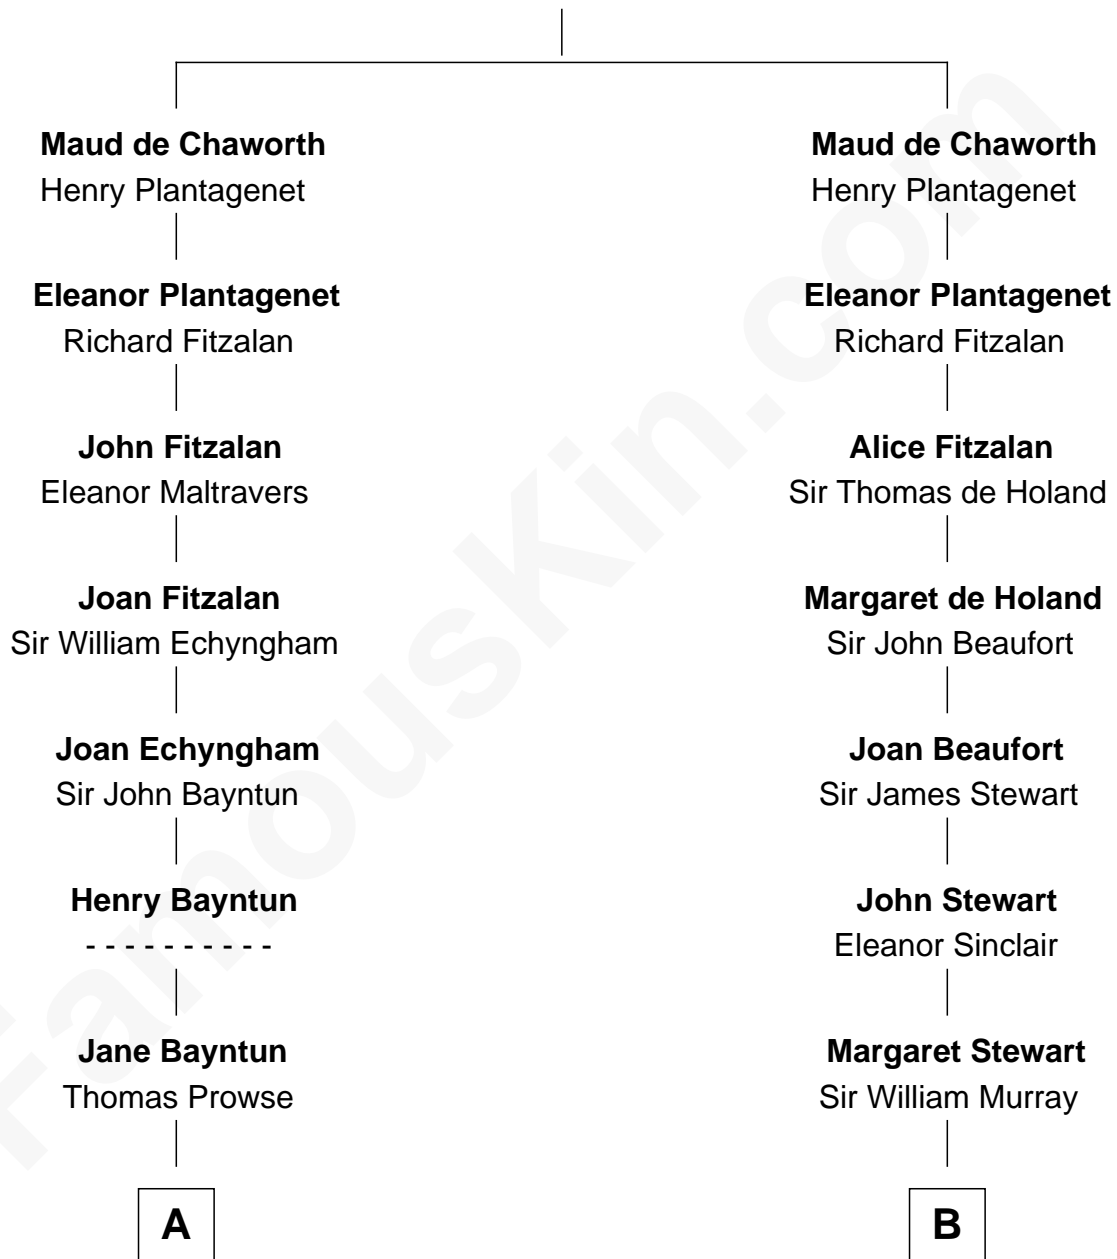 Maud de Chaworth
Henry Plantagenet
Eleanor Plantagenet
Richard Fitzalan
John Fitzalan
Eleanor Maltravers
Joan Fitzalan
Sir William Echyngham
Joan Echyngham
Sir John Bayntun
Henry Bayntun
- - - - - - - - - -
Jane Bayntun
Thomas Prowse
A
Maud de Chaworth
Henry Plantagenet
Eleanor Plantagenet
Richard Fitzalan
Alice Fitzalan
Sir Thomas de Holand
Margaret de Holand
Sir John Beaufort
Joan Beaufort
Sir James Stewart
John Stewart
Eleanor Sinclair
Margaret Stewart
Sir William Murray
B
FamousKin.com